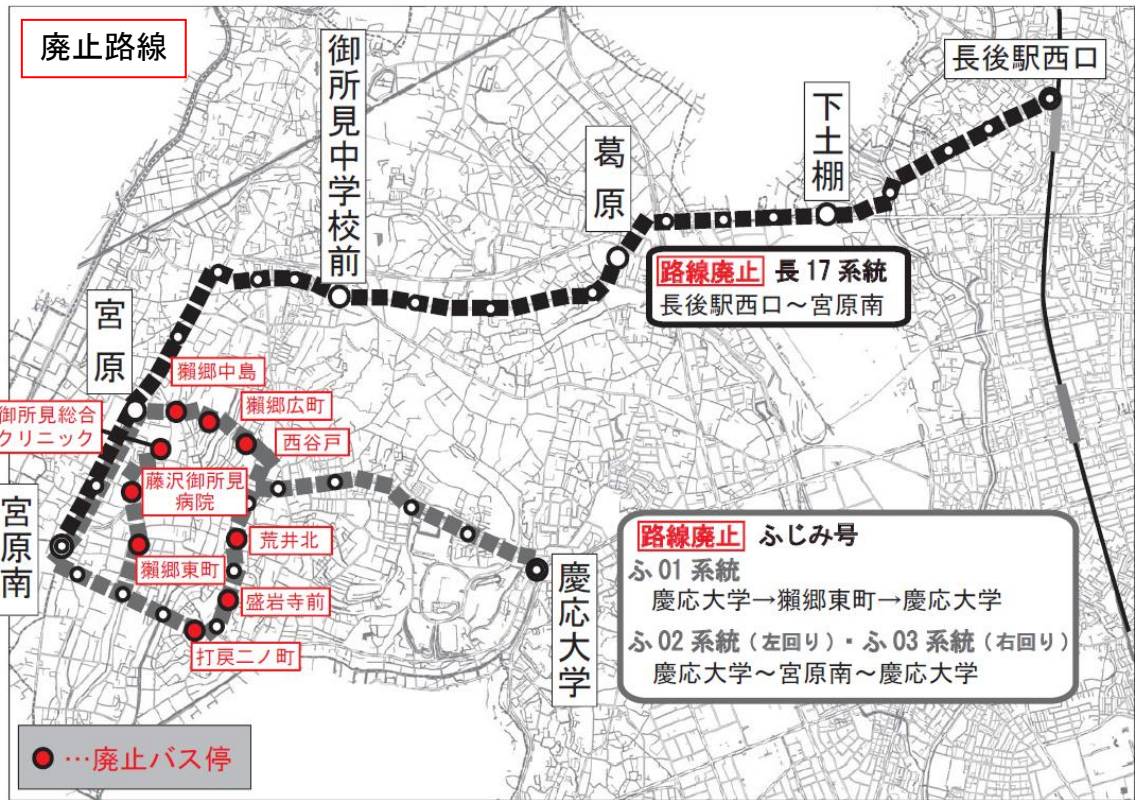 廃止路線
長後駅西口
下土棚
葛原
御所見中学校前
路線廃止 長17系統
長後駅西口～宮原南
宮原
獺郷中島
獺郷広町
御所見総合
クリニック
西谷戸
藤沢御所見
病院
宮原南
荒井北
獺郷東町
盛岩寺前
打戻二ノ町
慶応大学
路線廃止 ふじみ号
ふ01系統
慶応大学→獺郷東町→慶応大学
ふ02系統（左回り）・ふ03系統（右回り）
慶応大学～宮原南～慶応大学
…廃止バス停